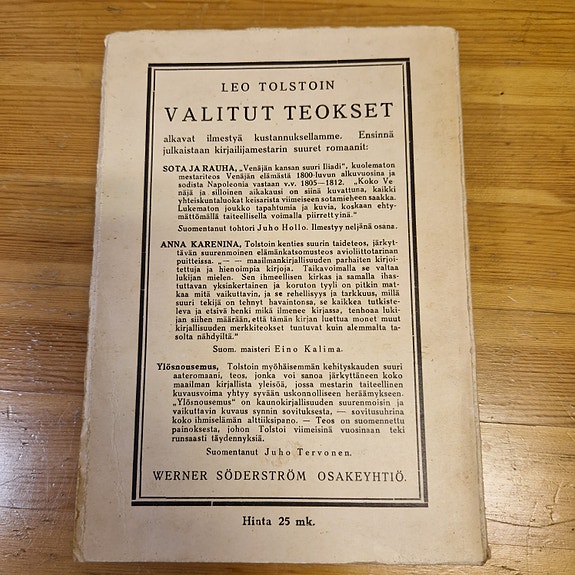 LEO TOLSTOIN
VALITUT TEOKSET
alkavat ilmestyä kustannuksellamme. Ensinnä
julkaistaan kirjailijamestarin suuret romaanit:
SOTA JA RAUHA, „Venäjän kansan suuri Iliadi“, kuolematon
mestariteos Venäjän elämästä 1800-luvun alkuvuosina ja
sodista Napoleonia vastaan v.v. 1805—1812. „Koko Ve
näjä ja silloinen aikakausi on siinä kuvattuna, kaikki
yhteiskuntaluokat keisarista viimeiseen sotamieheen saakka.
Lukematon joukko tapahtumia ja kuvia, koskaan ehty-
mättömällä taiteellisella voimalla piirrettyinä.“
Suomentanut tohtori Juho Hollo. Ilmestyy neljänä osana.
ANNA KARENINA, Tolstoin kenties suurin taideteos, järkyt-
tävän suurenmoinen elämänkatsomusteos avioliittotarinan
puitteissa. „— — maailmankirjallisuuden parhaiten kirjoi-
tettuja ja hienoimpia kirjoja. Taikavoimalla se valtaa
lukijan mielen. Sen ihmeellisen kirkas ja samalla ihas-
tuttavan yksinkertainen ja koruton tyyli on pitkin mat-
kaa mitä vaikuttavin, ja se rehellisyys ja tarkkuus, millä
suuri tekijä on tehnyt havaintonsa, se kaikkea tutkiste-
leva ja etsivä henki mikä ilmenee kirjassa, tenhoaa luki-
jan siihen määrään, että tämän kirjan luettua monet muut
kirjallisuuden merkkiteokset tuntuvat kuin alemmalta ta-
solta nähdyiltä.“
Suom. maisteri Eino Kalima.
Ylösnousemus, Tolstoin myöhäisemmän kehityskauden suuri
aateromaani, teos, jonka voi sanoa järkyttäneen koko
maailman kirjallista yleisöä, jossa mestarin taiteellinen
kuvausvoima yhtyy syvään uskonnolliseen heräämykseen.
„Ylösnousemus“ on kaunokirjallisuuden suurenmoisin ja
vaikuttavin kuvaus synnin sovituksesta, — sovitusuhrina
koko ihmiselämän alttiiksipano. — Teos on suomennettu
painoksesta, johon Tolstoi viimeisinä vuosinaan teki
runsaasti täydennyksiä.
Suomentanut Juho Tervonen.
WERNER SÖDERSTRÖM OSAKEYHTIÖ.
Hinta 25 mk.